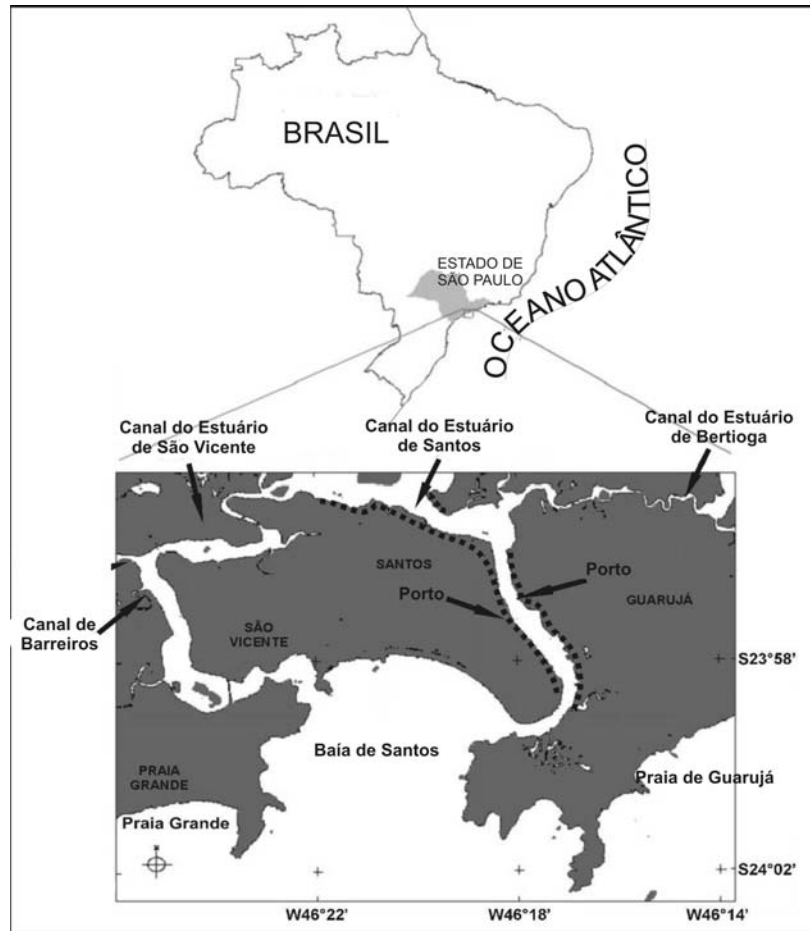 BRASIL
ESTADO DE
SÃO PAULO
OCEANO ATLÂNTICO
Canal do Estuário
de São Vicente
Canal do Estuário
de Santos
Canal do Estuário
de Bertioga
SANTOS
Porto
Porto
GUARUJÁ
Canal de
Barreiros
SÃO
VICENTE
S23°58'
Baía de Santos
PRAIA
GRANDE
Praia de Guarujá
Praia Grande
S24°02'
W46°22'
W46°18'
W46°14'